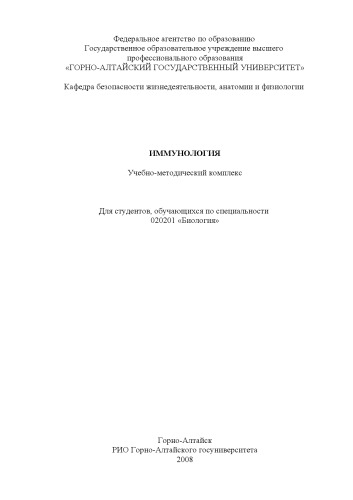 Федеральное агентство по образованию
Государственное образовательное учреждение высшего
профессионального образования
«ГОРНО-АЛТАЙСКИЙ ГОСУДАРСТВЕННЫЙ УНИВЕРСИТЕТ»
Кафедра безопасности жизнедеятельности, анатомии и физиологии
ИММУНОЛОГИЯ
Учебно-методический комплекс
Для студентов, обучающихся по специальности
020201 «Биология»
Горно-Алтайск
РИО Горно-Алтайского госуниверситета
2008